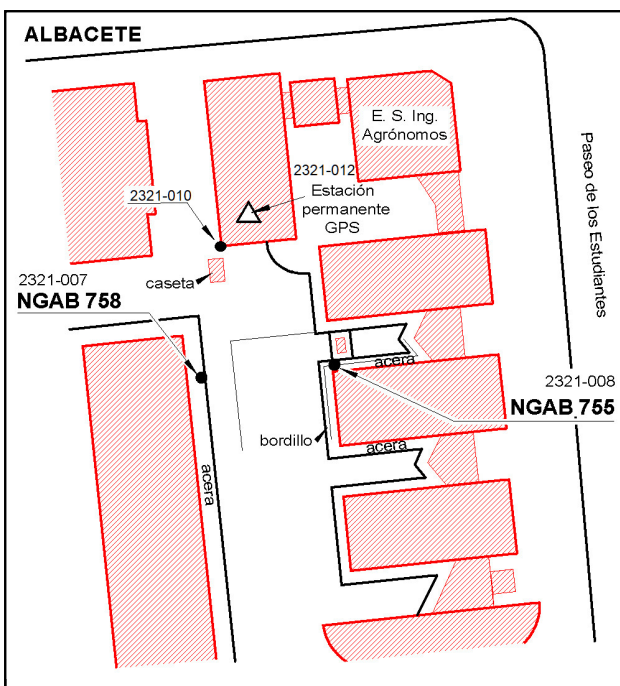 ALBACETE
E. S. Ing.
Agrónomos
Paseo de los Estudiantes
2321-012
Estación
permanente
GPS
2321-010
caseta
2321-007
NGAB 758
acera
2321-008
NGAB 755
bordillo
acera
acera